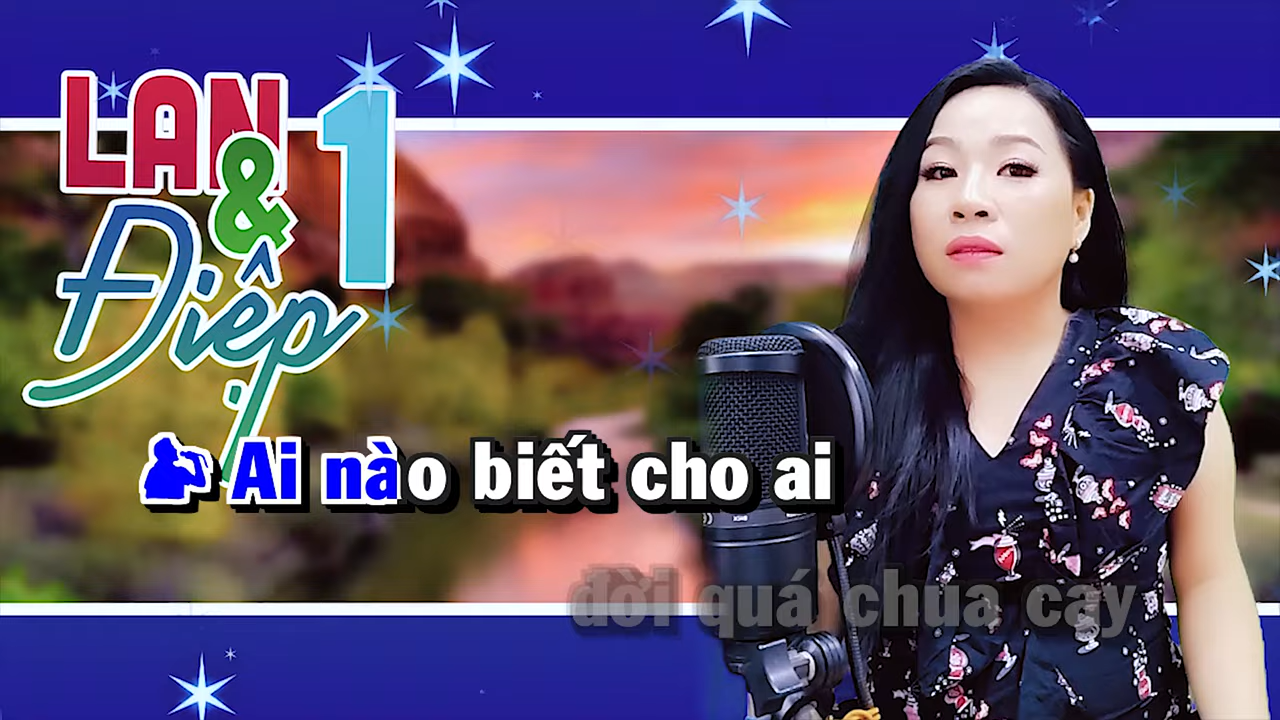 LAN
& 1
Điệp
Ai nào biết cho ai
đời quá chua cay